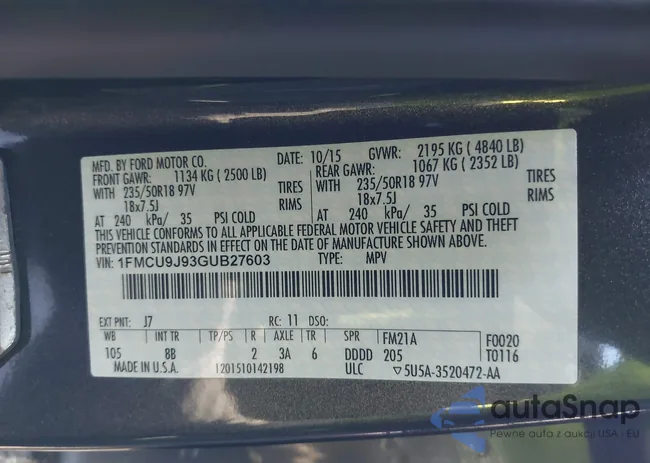 MFD. BY FORD MOTOR CO.
DATE: 10/15 GVWR: 2195 KG ( 4840 LB)
FRONT GAWR: 1134 KG ( 2500 LB) REAR GAWR: 1067 KG ( 2352 LB)
WITH 235/50R18 97V TIRES WITH 235/50R18 97V TIRES
18x7.5J RIMS 18x7.5J RIMS
AT 240 kPa/ 35 PSI COLD AT 240 kPa/ 35 PSI COLD
THIS VEHICLE CONFORMS TO ALL APPLICABLE FEDERAL MOTOR VEHICLE SAFETY AND THEFT
PREVENTION STANDARDS IN EFFECT ON THE DATE OF MANUFACTURE SHOWN ABOVE.
VIN: 1FMCU9J93GUB27603 TYPE: MPV
EXT PNT: J7 RC: 11 DSO:
WB INT TR TP/PS R AXLE TR SPR FM21A F0020
105 8B 2 3A 6 DDDD 205 T0116
MADE IN U.S.A. 1201510142198 ULC ▽5U5A-3520472-AA
autaSnap
Pewne auta z aukcji USA i EU